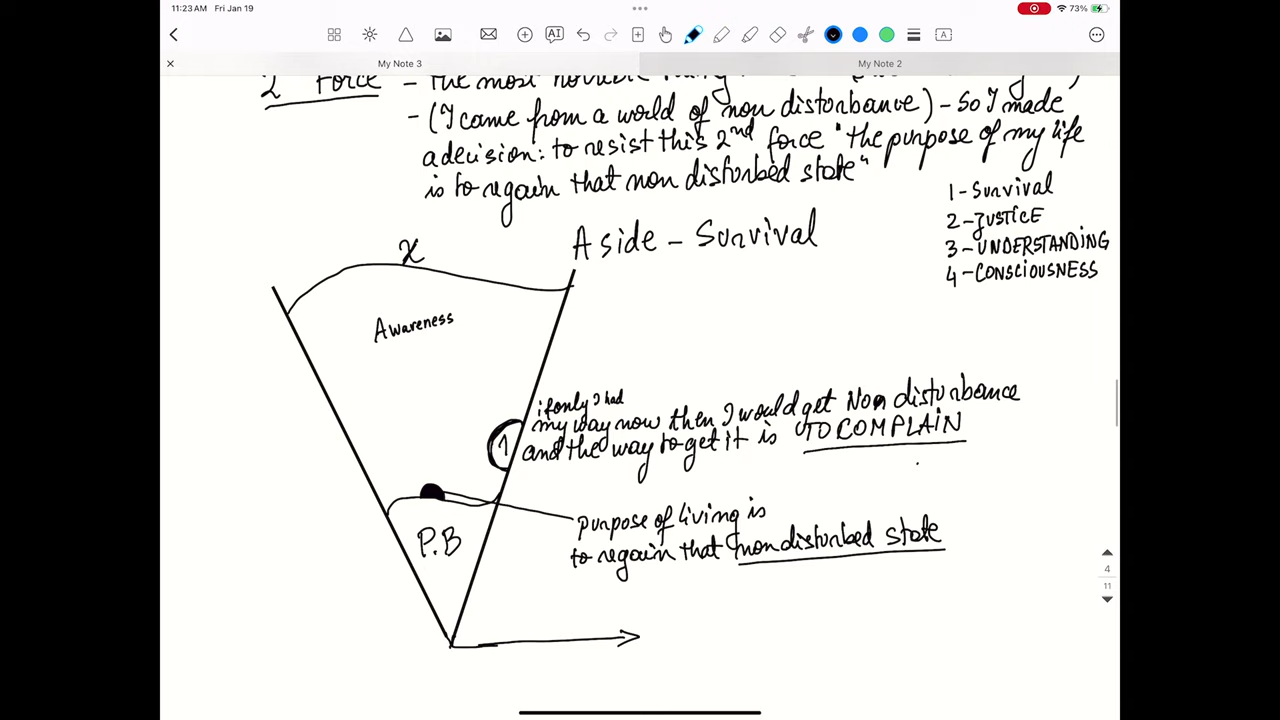 11:23AM Fri Jan 19
73%
My Note 3
My Note 2
2 Force - The most
- (I came from a world of non disturbance) - So I made
a decision: to resist this 2nd force "the purpose of my life
is to regain that non disturbed state"
1 - Survival
2 - JUSTICE
3 - UNDERSTANDING
4 - CONSCIOUSNESS
A side - Survival
x
Awareness
if only I had
my way now then I would get Non disturbance
and the way to get it is TO COMPLAIN
1
purpose of living is
to regain that non disturbed state
P.B
4
11